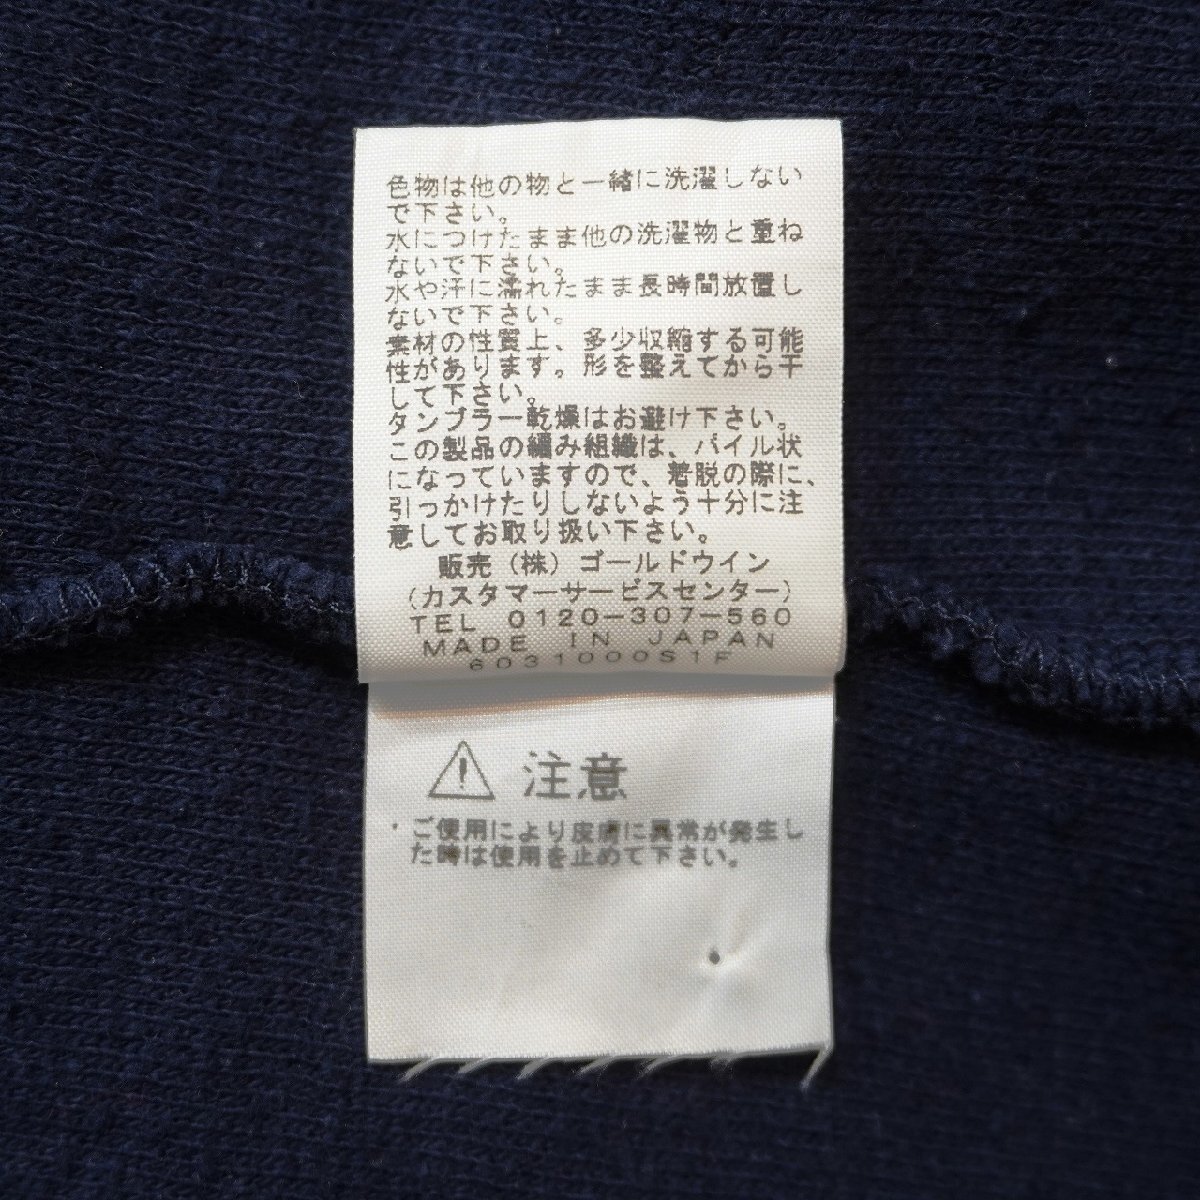 色物は他の物と一緒に洗濯しない
で下さい。
水につけたまま他の洗濯物と重ね
ないで下さい。
水や汗に濡れたまま長時間放置し
ないで下さい。
素材の性質上、多少収縮する可能
性があります。形を整えてから干
して下さい。
タンブラー乾燥はお避け下さい。
この製品の編み組織は、パイル状
になっていますので、着脱の際に、
引っかけたりしないよう十分に注
意してお取り扱い下さい。
販売(株)ゴールドウイン
(カスタマーサービスセンター)
TEL 0120-307-560
MADE IN JAPAN
6031000S1F
注意
・ご使用により皮膚に異常が発生し
た時は使用を止めて下さい。